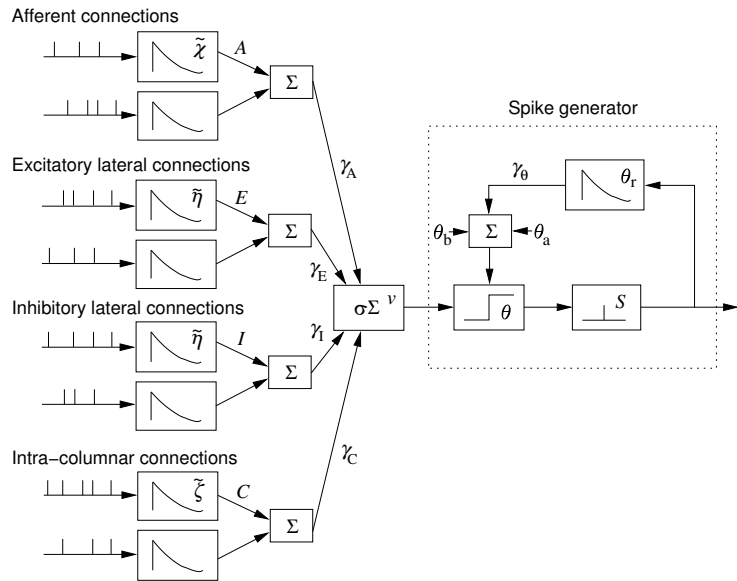 Afferent connections
χ̃
A
Σ
γA
Spike generator
Excitatory lateral connections
η̃
E
Σ
γE
γθ
θr
θb
Σ
θa
σΣ v
θ
S
Inhibitory lateral connections
η̃
I
Σ
γI
Intra−columnar connections
ζ̃
C
Σ
γC